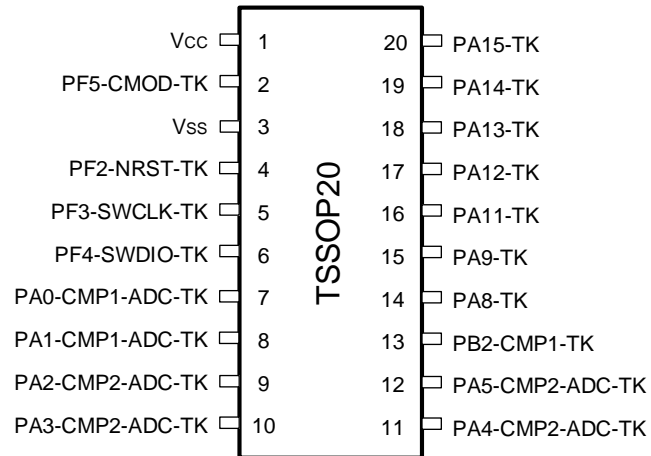 Vcc 1 20 PA15-TK
PF5-CMOD-TK 2 19 PA14-TK
Vss 3 18 PA13-TK
PF2-NRST-TK 4 17 PA12-TK
PF3-SWCLK-TK 5 16 PA11-TK
PF4-SWDIO-TK 6 15 PA9-TK
PA0-CMP1-ADC-TK 7 14 PA8-TK
PA1-CMP1-ADC-TK 8 13 PB2-CMP1-TK
PA2-CMP2-ADC-TK 9 12 PA5-CMP2-ADC-TK
PA3-CMP2-ADC-TK 10 11 PA4-CMP2-ADC-TK
TSSOP20